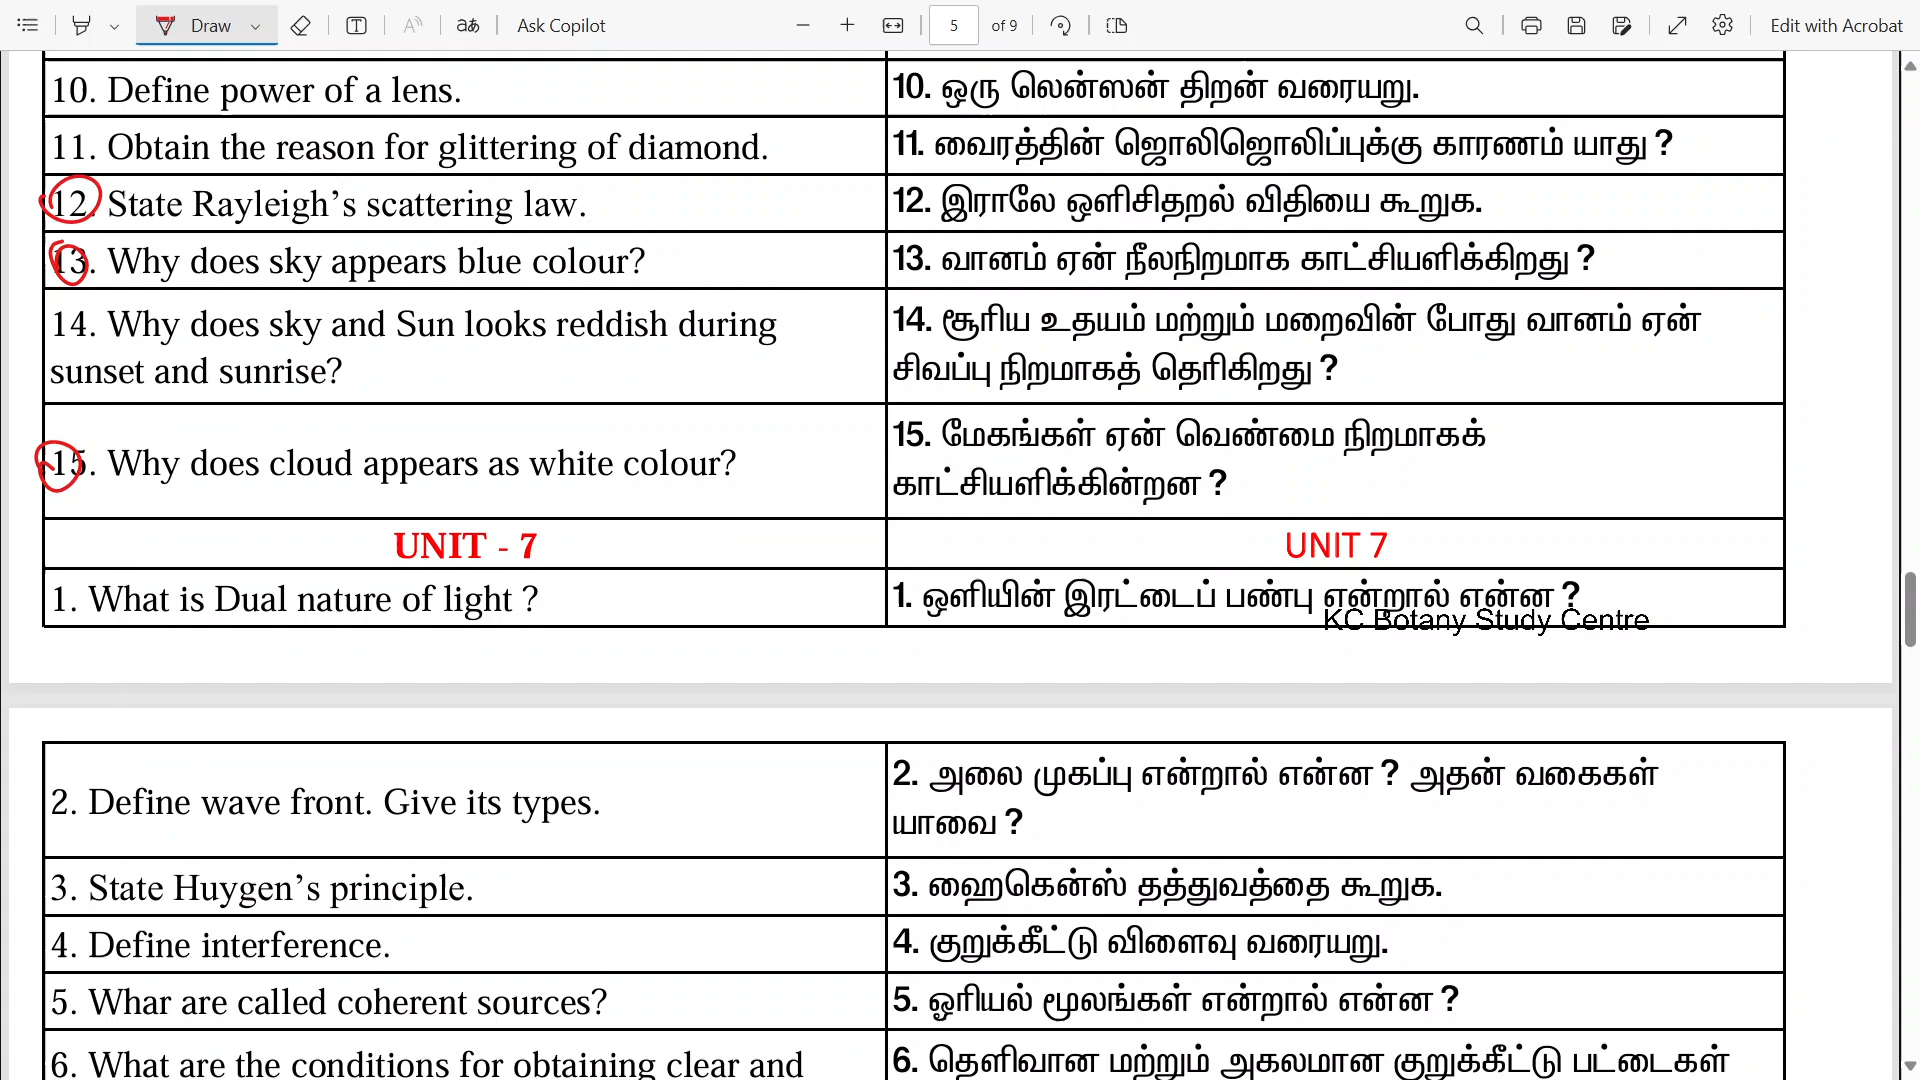 Draw
Ask Copilot
5 of 9
Edit with Acrobat
10. Define power of a lens.
10. ஒரு லென்ஸன் திறன் வரையறு.
11. Obtain the reason for glittering of diamond.
11. வைரத்தின் ஜொலிஜொலிப்புக்கு காரணம் யாது ?
12. State Rayleigh’s scattering law.
12. இராலே ஒளிசிதறல் விதியை கூறுக.
13. Why does sky appears blue colour?
13. வானம் ஏன் நீலநிறமாக காட்சியளிக்கிறது ?
14. Why does sky and Sun looks reddish during
sunset and sunrise?
14. சூரிய உதயம் மற்றும் மறைவின் போது வானம் ஏன்
சிவப்பு நிறமாகத் தெரிகிறது ?
15. Why does cloud appears as white colour?
15. மேகங்கள் ஏன் வெண்மை நிறமாகக்
காட்சியளிக்கின்றன ?
UNIT - 7
UNIT 7
1. What is Dual nature of light ?
1. ஒளியின் இரட்டைப் பண்பு என்றால் என்ன ?
KC Botany Study Centre
2. Define wave front. Give its types.
2. அலை முகப்பு என்றால் என்ன ? அதன் வகைகள்
யாவை ?
3. State Huygen’s principle.
3. ஹைகென்ஸ் தத்துவத்தை கூறுக.
4. Define interference.
4. குறுக்கீட்டு விளைவு வரையறு.
5. Whar are called coherent sources?
5. ஓரியல் மூலங்கள் என்றால் என்ன ?
6. What are the conditions for obtaining clear and
6. தெளிவான மற்றும் அகலமான குறுக்கீட்டு பட்டைகள்